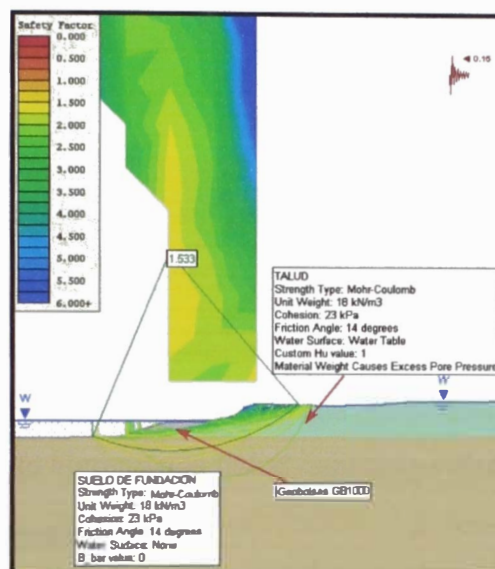 Safety Factor
0.000
0.500
1.000
1.500
2.000
2.500
3.000
3.500
4.000
4.500
5.000
5.500
6.000+
0.15
1.533
TALUD
Strength Type: Mohr-Coulomb
Unit Weight: 18 kN/m3
Cohesion: 23 kPa
Friction Angle: 14 degrees
Water Surface: Water Table
Custom Hu value: 1
Material Weight Causes Excess Pore Pressure
W
W
SUELO DE FUNDACION
Strength Type: Mohr-Coulomb
Unit Weight: 18 kN/m3
Cohesion: 23 kPa
Friction Angle: 14 degrees
Water Surface: None
B_bar value: 0
Geobolsas GB1000